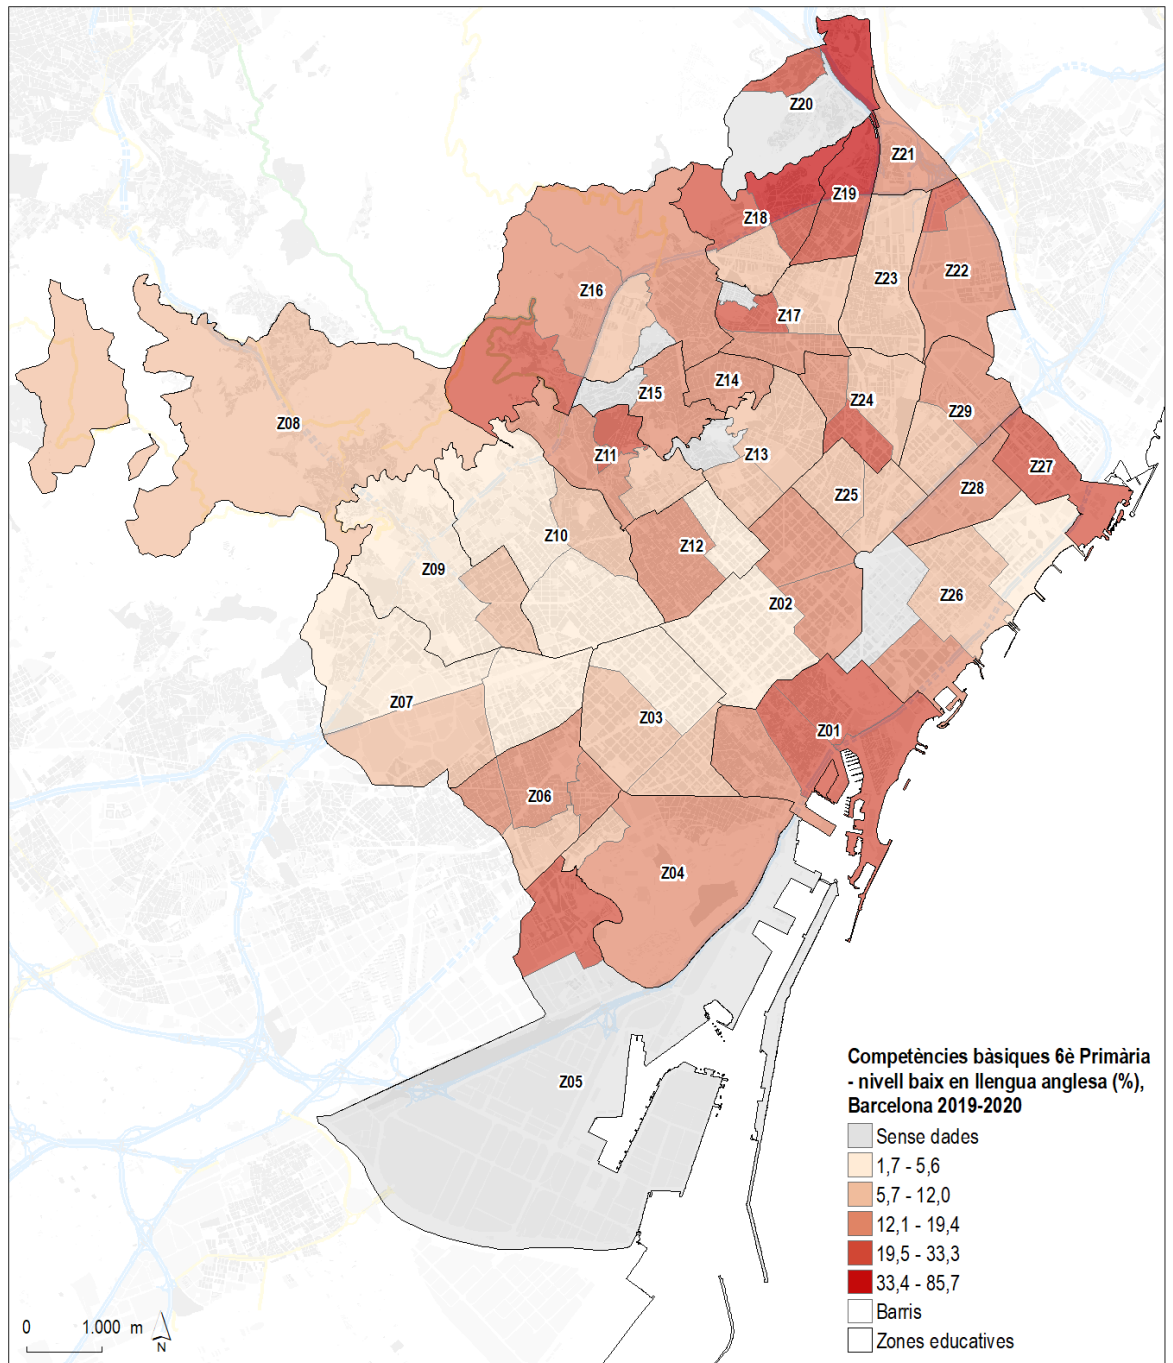 Z20
Z21
Z19
Z18
Z22
Z23
Z16
Z17
Z14
Z15
Z24
Z29
Z08
Z11
Z13
Z27
Z25
Z28
Z10
Z12
Z09
Z26
Z02
Z07
Z03
Z01
Z06
Z04
Z05
Competències bàsiques 6è Primària
- nivell baix en llengua anglesa (%),
Barcelona 2019-2020
Sense dades
1,7 - 5,6
5,7 - 12,0
12,1 - 19,4
19,5 - 33,3
33,4 - 85,7
Barris
Zones educatives
0 1.000 m
N